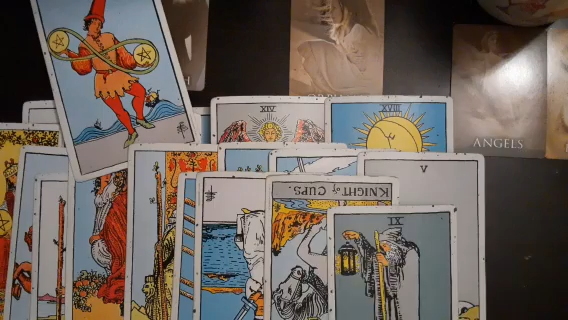 XIV
XVIII
ANGELS
V
KNIGHT of CUPS.
IX